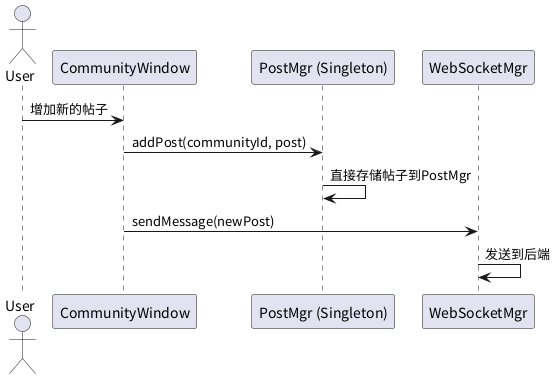 User
CommunityWindow
PostMgr (Singleton)
WebSocketMgr
增加新的帖子
addPost(communityId, post)
直接存储帖子到PostMgr
sendMessage(newPost)
发送到后端
User
CommunityWindow
PostMgr (Singleton)
WebSocketMgr